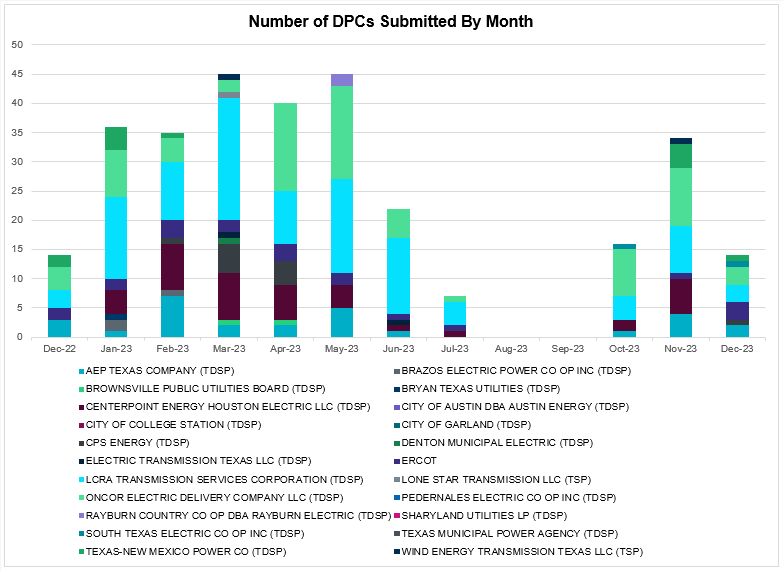 Number of DPCs Submitted By Month
50
45
40
35
30
25
20
15
10
5
0
Dec-22 Jan-23 Feb-23 Mar-23 Apr-23 May-23 Jun-23 Jul-23 Aug-23 Sep-23 Oct-23 Nov-23 Dec-23
AEP TEXAS COMPANY (TDSP) BRAZOS ELECTRIC POWER CO OP INC (TDSP)
BROWNSVILLE PUBLIC UTILITIES BOARD (TDSP) BRYAN TEXAS UTILITIES (TDSP)
CENTERPOINT ENERGY HOUSTON ELECTRIC LLC (TDSP) CITY OF AUSTIN DBA AUSTIN ENERGY (TDSP)
CITY OF COLLEGE STATION (TDSP) CITY OF GARLAND (TDSP)
CPS ENERGY (TDSP) DENTON MUNICIPAL ELECTRIC (TDSP)
ELECTRIC TRANSMISSION TEXAS LLC (TDSP) ERCOT
LCRA TRANSMISSION SERVICES CORPORATION (TDSP) LONE STAR TRANSMISSION LLC (TSP)
ONCOR ELECTRIC DELIVERY COMPANY LLC (TDSP) PEDERNALES ELECTRIC CO OP INC (TDSP)
RAYBURN COUNTRY CO OP DBA RAYBURN ELECTRIC (TDSP) SHARYLAND UTILITIES LP (TDSP)
SOUTH TEXAS ELECTRIC CO OP INC (TDSP) TEXAS MUNICIPAL POWER AGENCY (TDSP)
TEXAS-NEW MEXICO POWER CO (TDSP) WIND ENERGY TRANSMISSION TEXAS LLC (TSP)